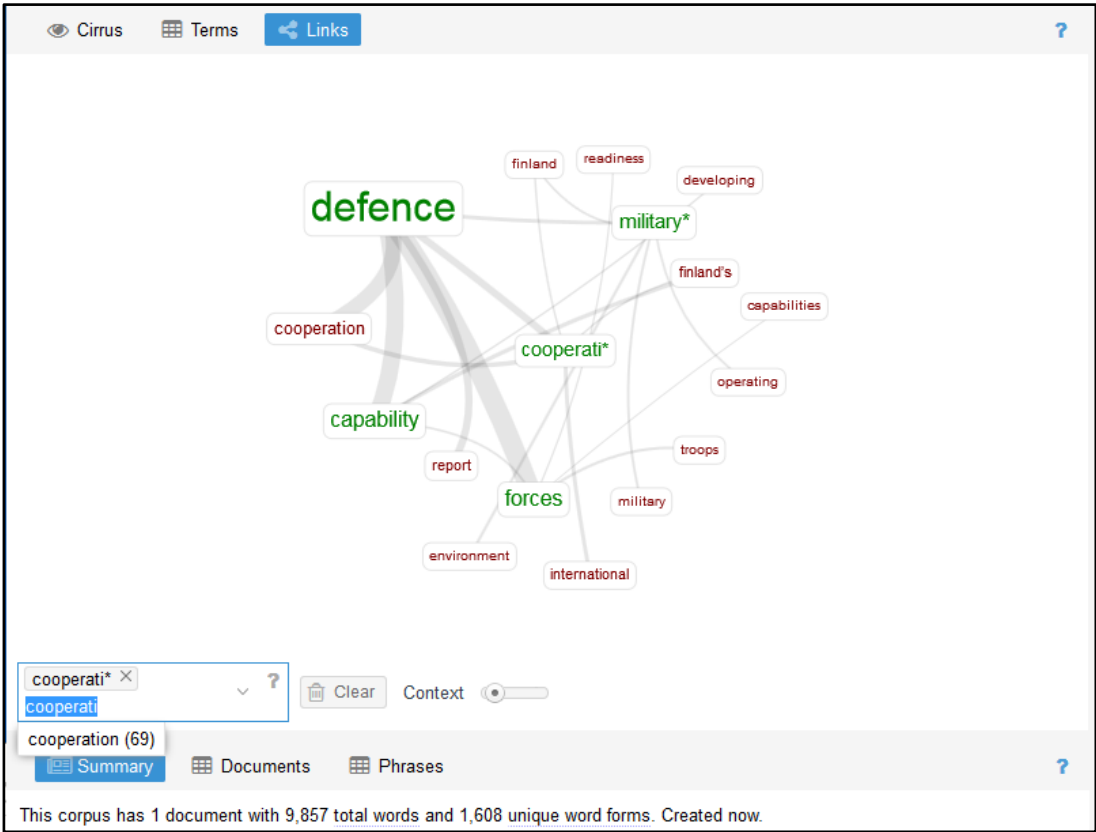 Cirrus Terms Links ?
finland
readiness
developing
defence
military*
finland's
capabilities
cooperation
cooperati*
operating
capability
troops
report
forces
military
environment
international
cooperati* ?
cooperati
Clear Context
cooperation (69)
Summary Documents Phrases ?
This corpus has 1 document with 9,857 total words and 1,608 unique word forms. Created now.